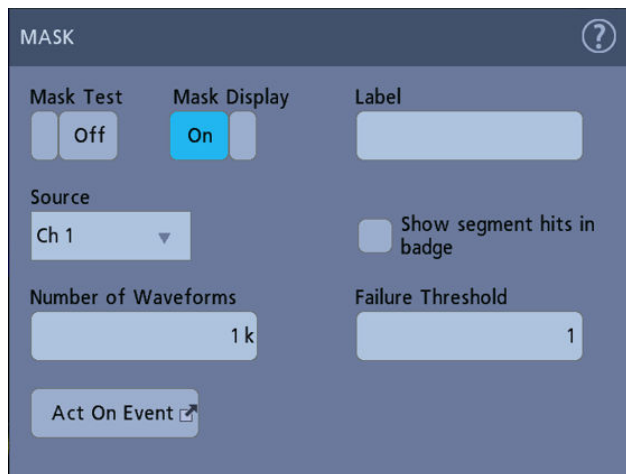 MASK
?
Mask Test
Mask Display
Label
Off
On
Source
Ch 1
Show segment hits in
badge
Number of Waveforms
Failure Threshold
1 k
1
Act On Event